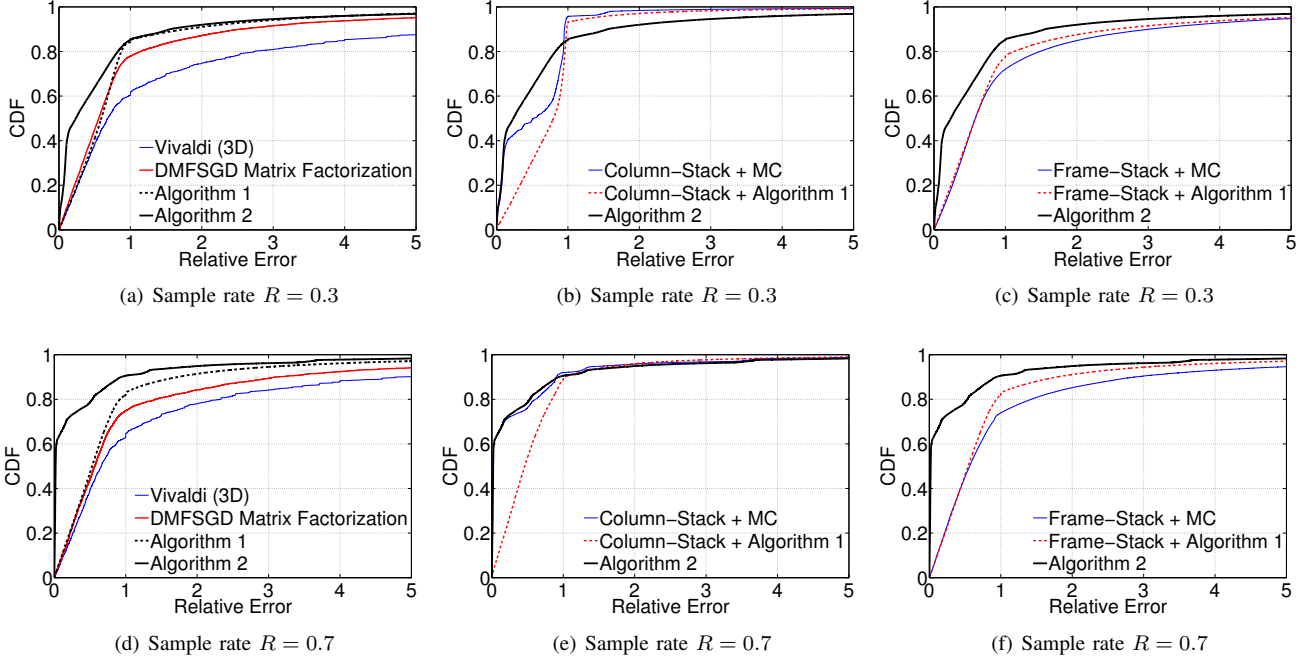 1
0.8
0.6
0.4
0.2
0
CDF
Vivaldi (3D)
DMFSGD Matrix Factorization
Algorithm 1
Algorithm 2
0 1 2 3 4 5
Relative Error
(a) Sample rate R = 0.3
1
0.8
0.6
0.4
0.2
0
CDF
Column−Stack + MC
Column−Stack + Algorithm 1
Algorithm 2
0 1 2 3 4 5
Relative Error
(b) Sample rate R = 0.3
1
0.8
0.6
0.4
0.2
0
CDF
Frame−Stack + MC
Frame−Stack + Algorithm 1
Algorithm 2
0 1 2 3 4 5
Relative Error
(c) Sample rate R = 0.3
1
0.8
0.6
0.4
0.2
0
CDF
Vivaldi (3D)
DMFSGD Matrix Factorization
Algorithm 1
Algorithm 2
0 1 2 3 4 5
Relative Error
(d) Sample rate R = 0.7
1
0.8
0.6
0.4
0.2
0
CDF
Column−Stack + MC
Column−Stack + Algorithm 1
Algorithm 2
0 1 2 3 4 5
Relative Error
(e) Sample rate R = 0.7
1
0.8
0.6
0.4
0.2
0
CDF
Frame−Stack + MC
Frame−Stack + Algorithm 1
Algorithm 2
0 1 2 3 4 5
Relative Error
(f) Sample rate R = 0.7